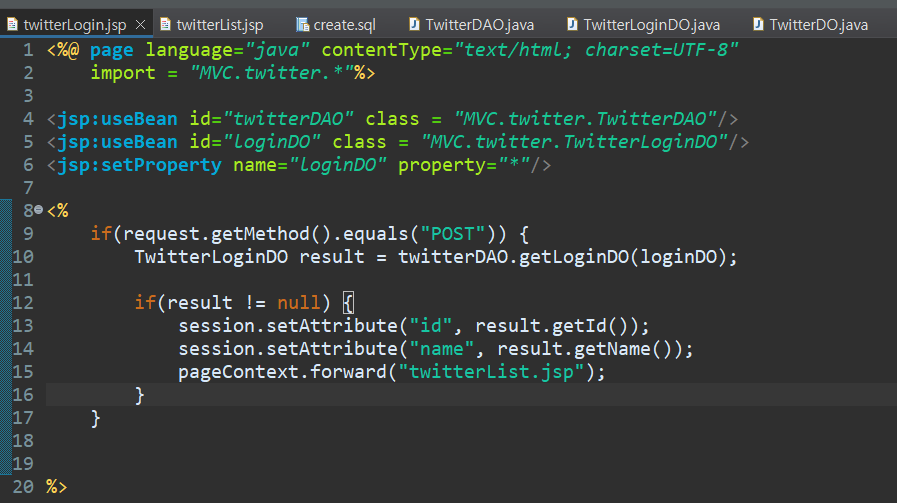 twitterLogin.jsp twitterList.jsp create.sql TwitterDAO.java TwitterLoginDO.java TwitterDO.java
1 <%@ page language="java" contentType="text/html; charset=UTF-8"
2     import = "MVC.twitter.*"%>
3
4 <jsp:useBean id="twitterDAO" class = "MVC.twitter.TwitterDAO"/>
5 <jsp:useBean id="loginDO" class = "MVC.twitter.TwitterLoginDO"/>
6 <jsp:setProperty name="loginDO" property="*"/>
7
8 <%
9     if(request.getMethod().equals("POST")) {
10         TwitterLoginDO result = twitterDAO.getLoginDO(loginDO);
11
12         if(result != null) {
13             session.setAttribute("id", result.getId());
14             session.setAttribute("name", result.getName());
15             pageContext.forward("twitterList.jsp");
16         }
17     }
18
19
20 %>